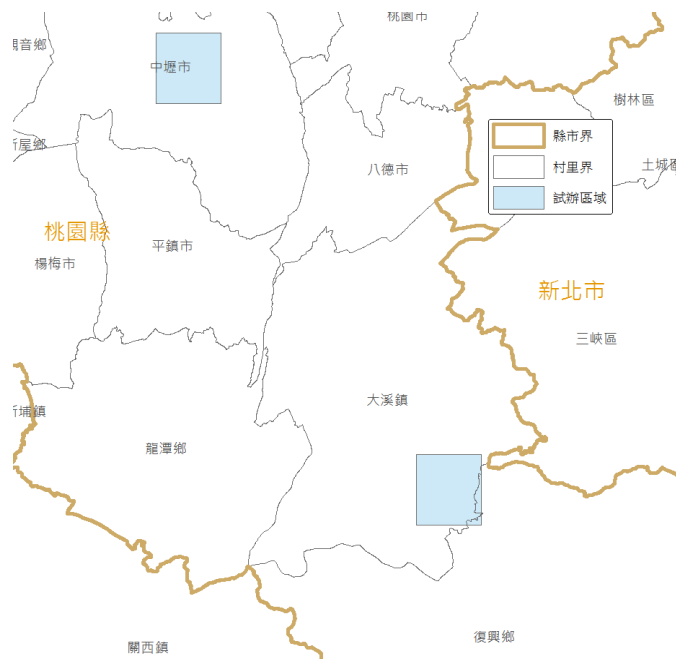 桃園市
觀音鄉
中壢市
樹林區
縣市界
新屋鄉
八德市
村里界
土城區
試辦區域
桃園縣
平鎮市
楊梅市
新北市
三峽區
大溪鎮
新埔鎮
龍潭鄉
復興鄉
關西鎮